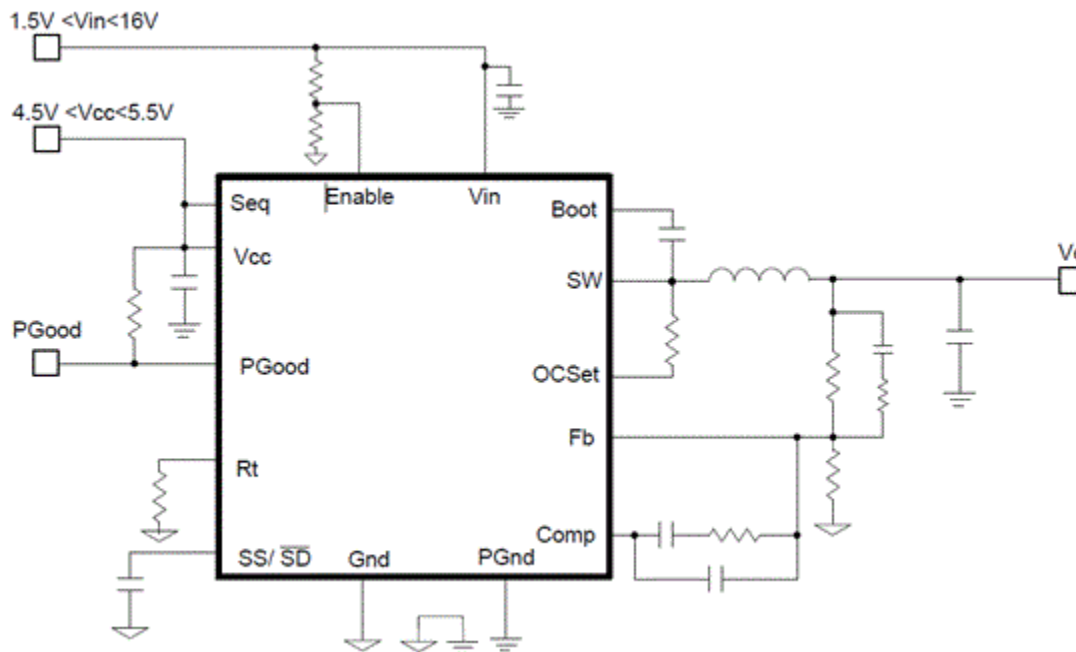 1.5V <Vin<16V
4.5V <Vcc<5.5V
Enable
Vin
Seq
Boot
Vcc
SW
PGood
PGood
OCSet
Fb
Rt
Comp
SS/ SD
Gnd
PGnd